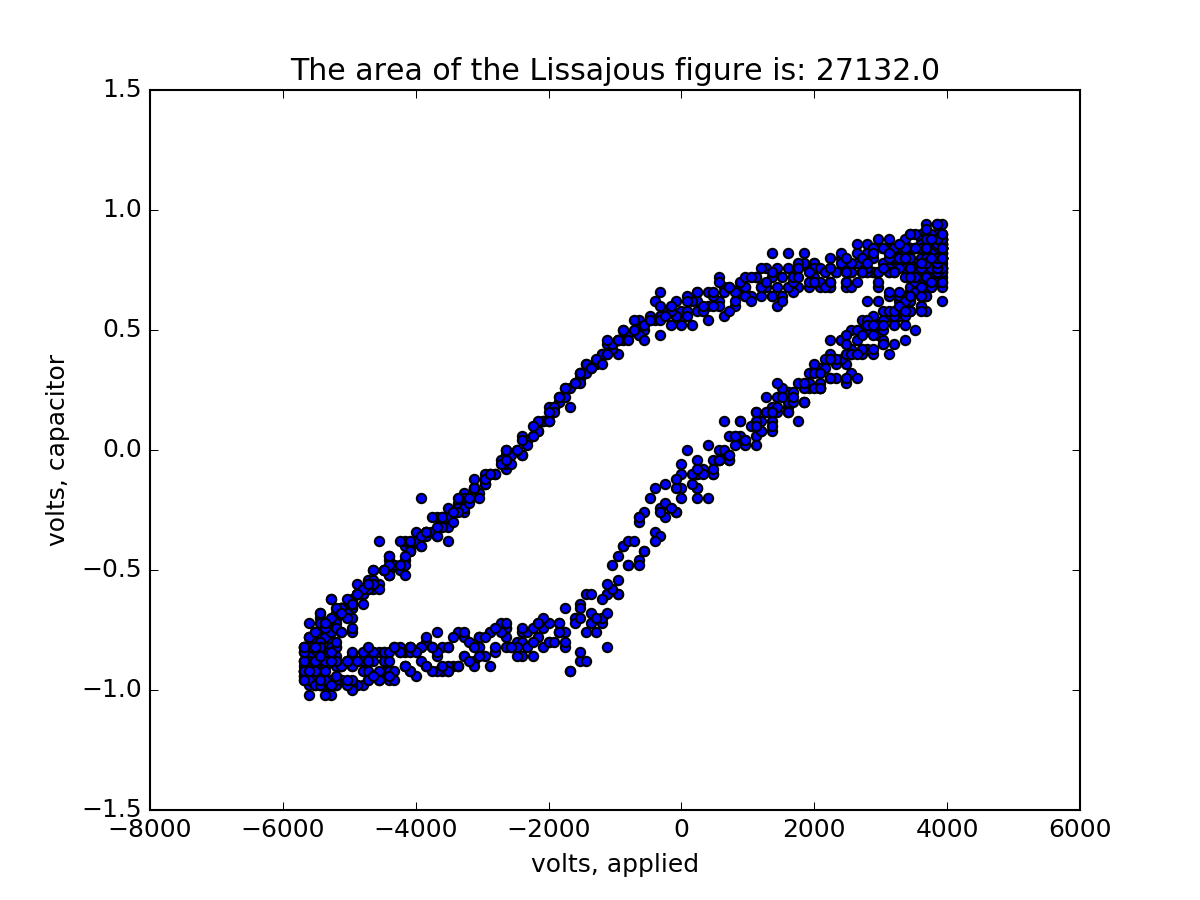 The area of the Lissajous figure is: 27132.0
1.5
1.0
0.5
0.0
−0.5
−1.0
−1.5
volts, capacitor
−8000 −6000 −4000 −2000 0 2000 4000 6000
volts, applied